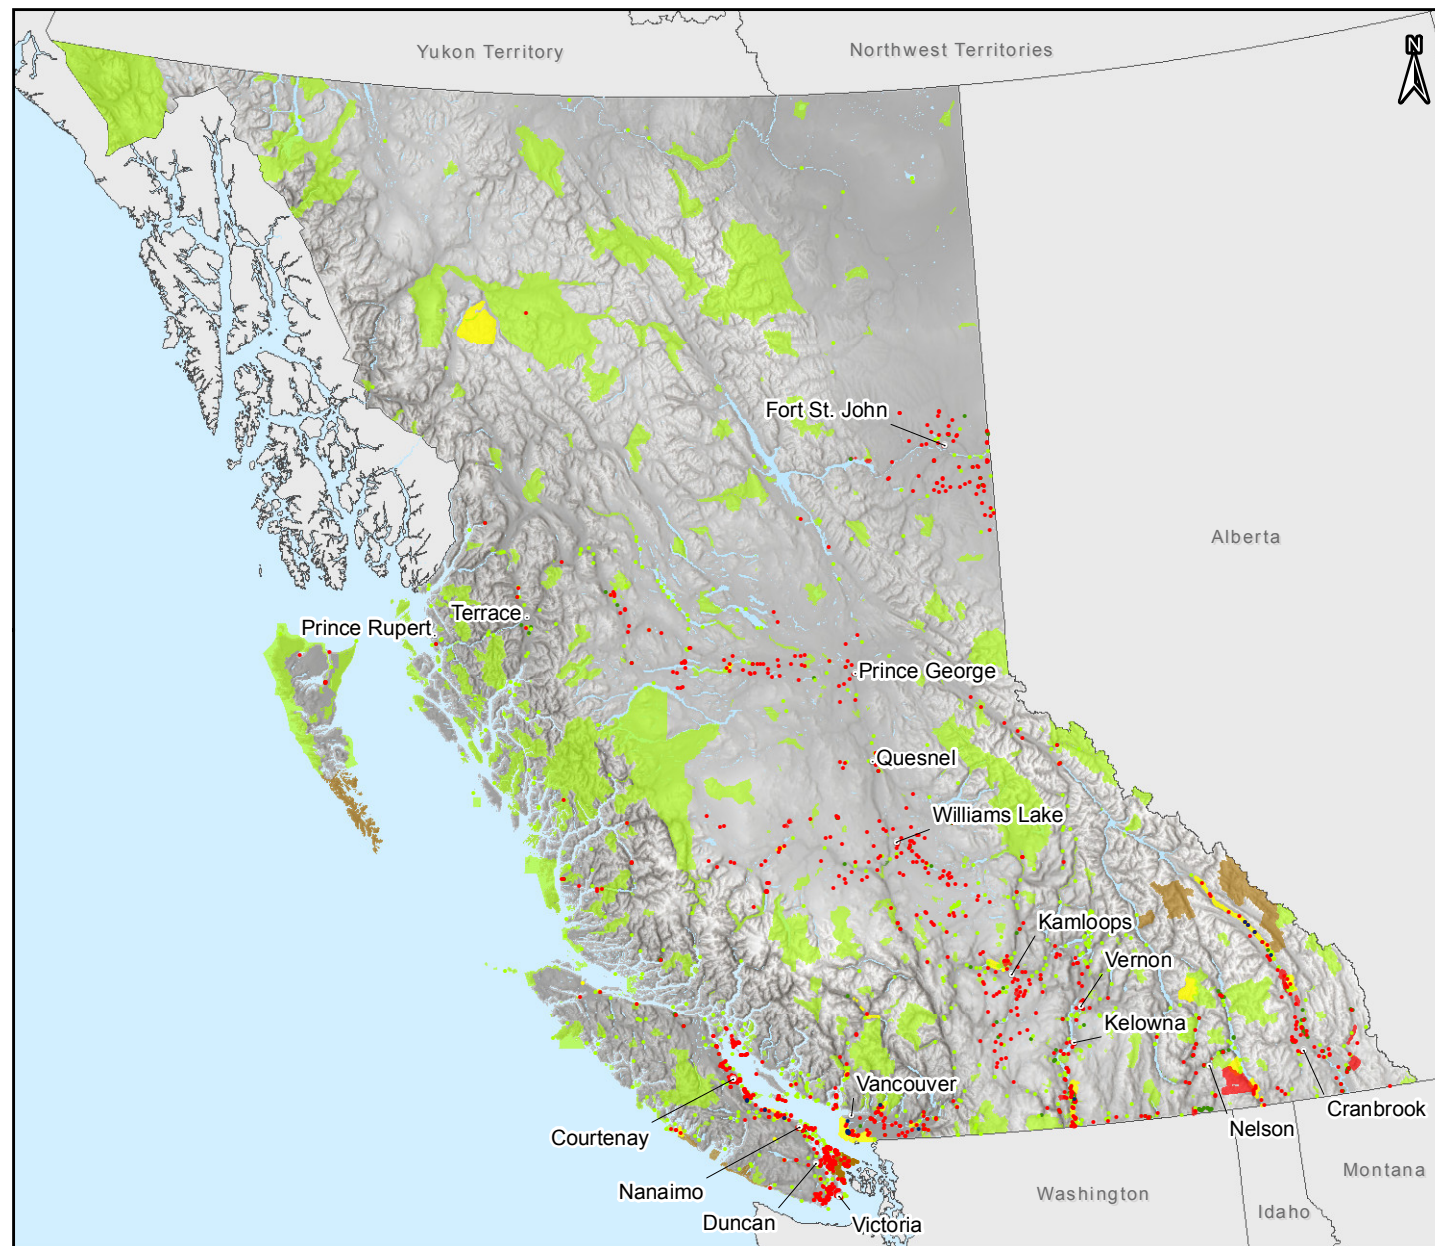 Yukon Territory
Northwest Territories
N
Fort St. John
Alberta
Terrace
Prince Rupert
Prince George
Quesnel
Williams Lake
Kamloops
Vernon
Kelowna
Vancouver
Courtenay
Cranbrook
Nelson
Nanaimo
Montana
Washington
Idaho
Duncan
Victoria